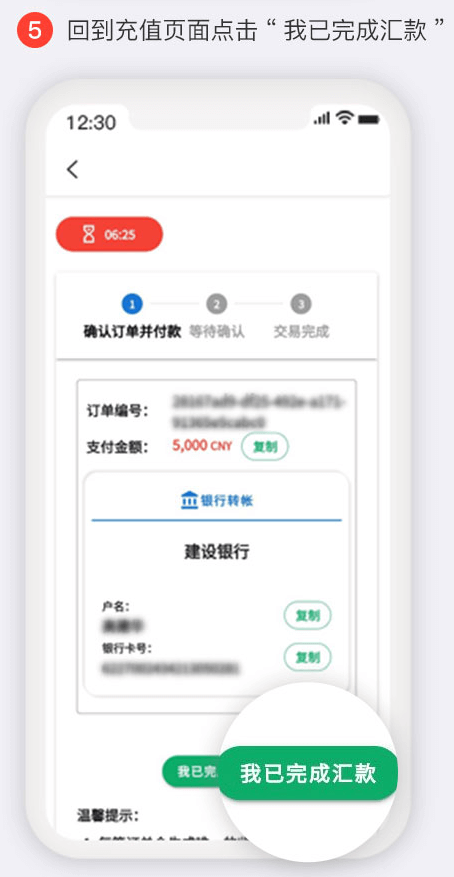 5 回到充值页面点击 “ 我已完成汇款 ”
12:30
06:25
1 2 3
确认订单并付款 等待确认 交易完成
订单编号:
支付金额: 5,000 CNY 复制
银行转帐
建设银行
户名:
复制
银行卡号:
复制
我已完
我已完成汇款
温馨提示: